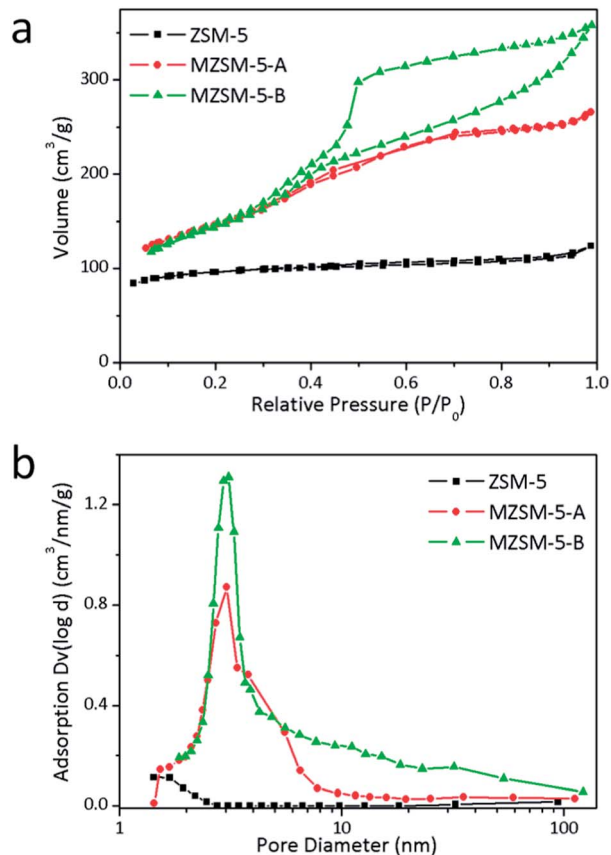 a
ZSM-5
MZSM-5-A
MZSM-5-B
Volume (cm³/g)
300
200
100
0
0.0 0.2 0.4 0.6 0.8 1.0
Relative Pressure (P/P₀)
b
ZSM-5
MZSM-5-A
MZSM-5-B
Adsorption Dv(log d) (cm³/nm/g)
1.2
0.8
0.4
0.0
1 10 100
Pore Diameter (nm)